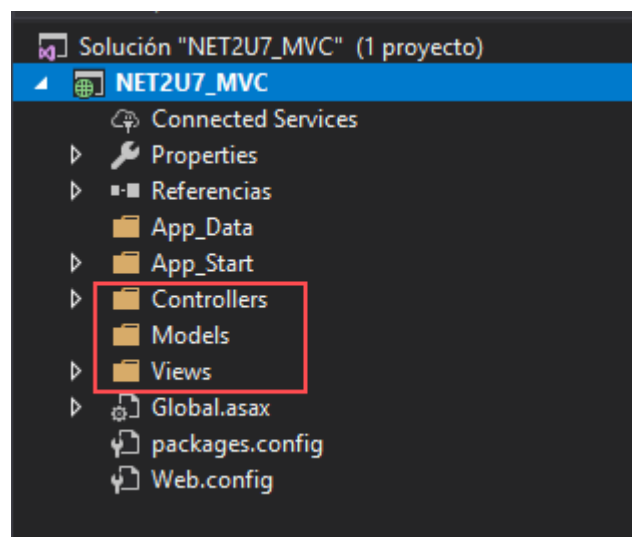 Solución "NET2U7_MVC" (1 proyecto)
NET2U7_MVC
Connected Services
Properties
Referencias
App_Data
App_Start
Controllers
Models
Views
Global.asax
packages.config
Web.config